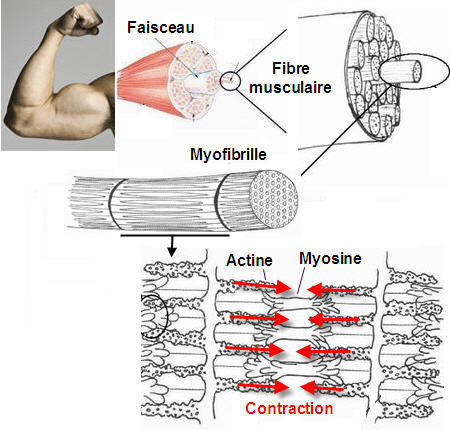 Faisceau
Fibre
musculaire
Myofibrille
Actine
Myosine
Contraction